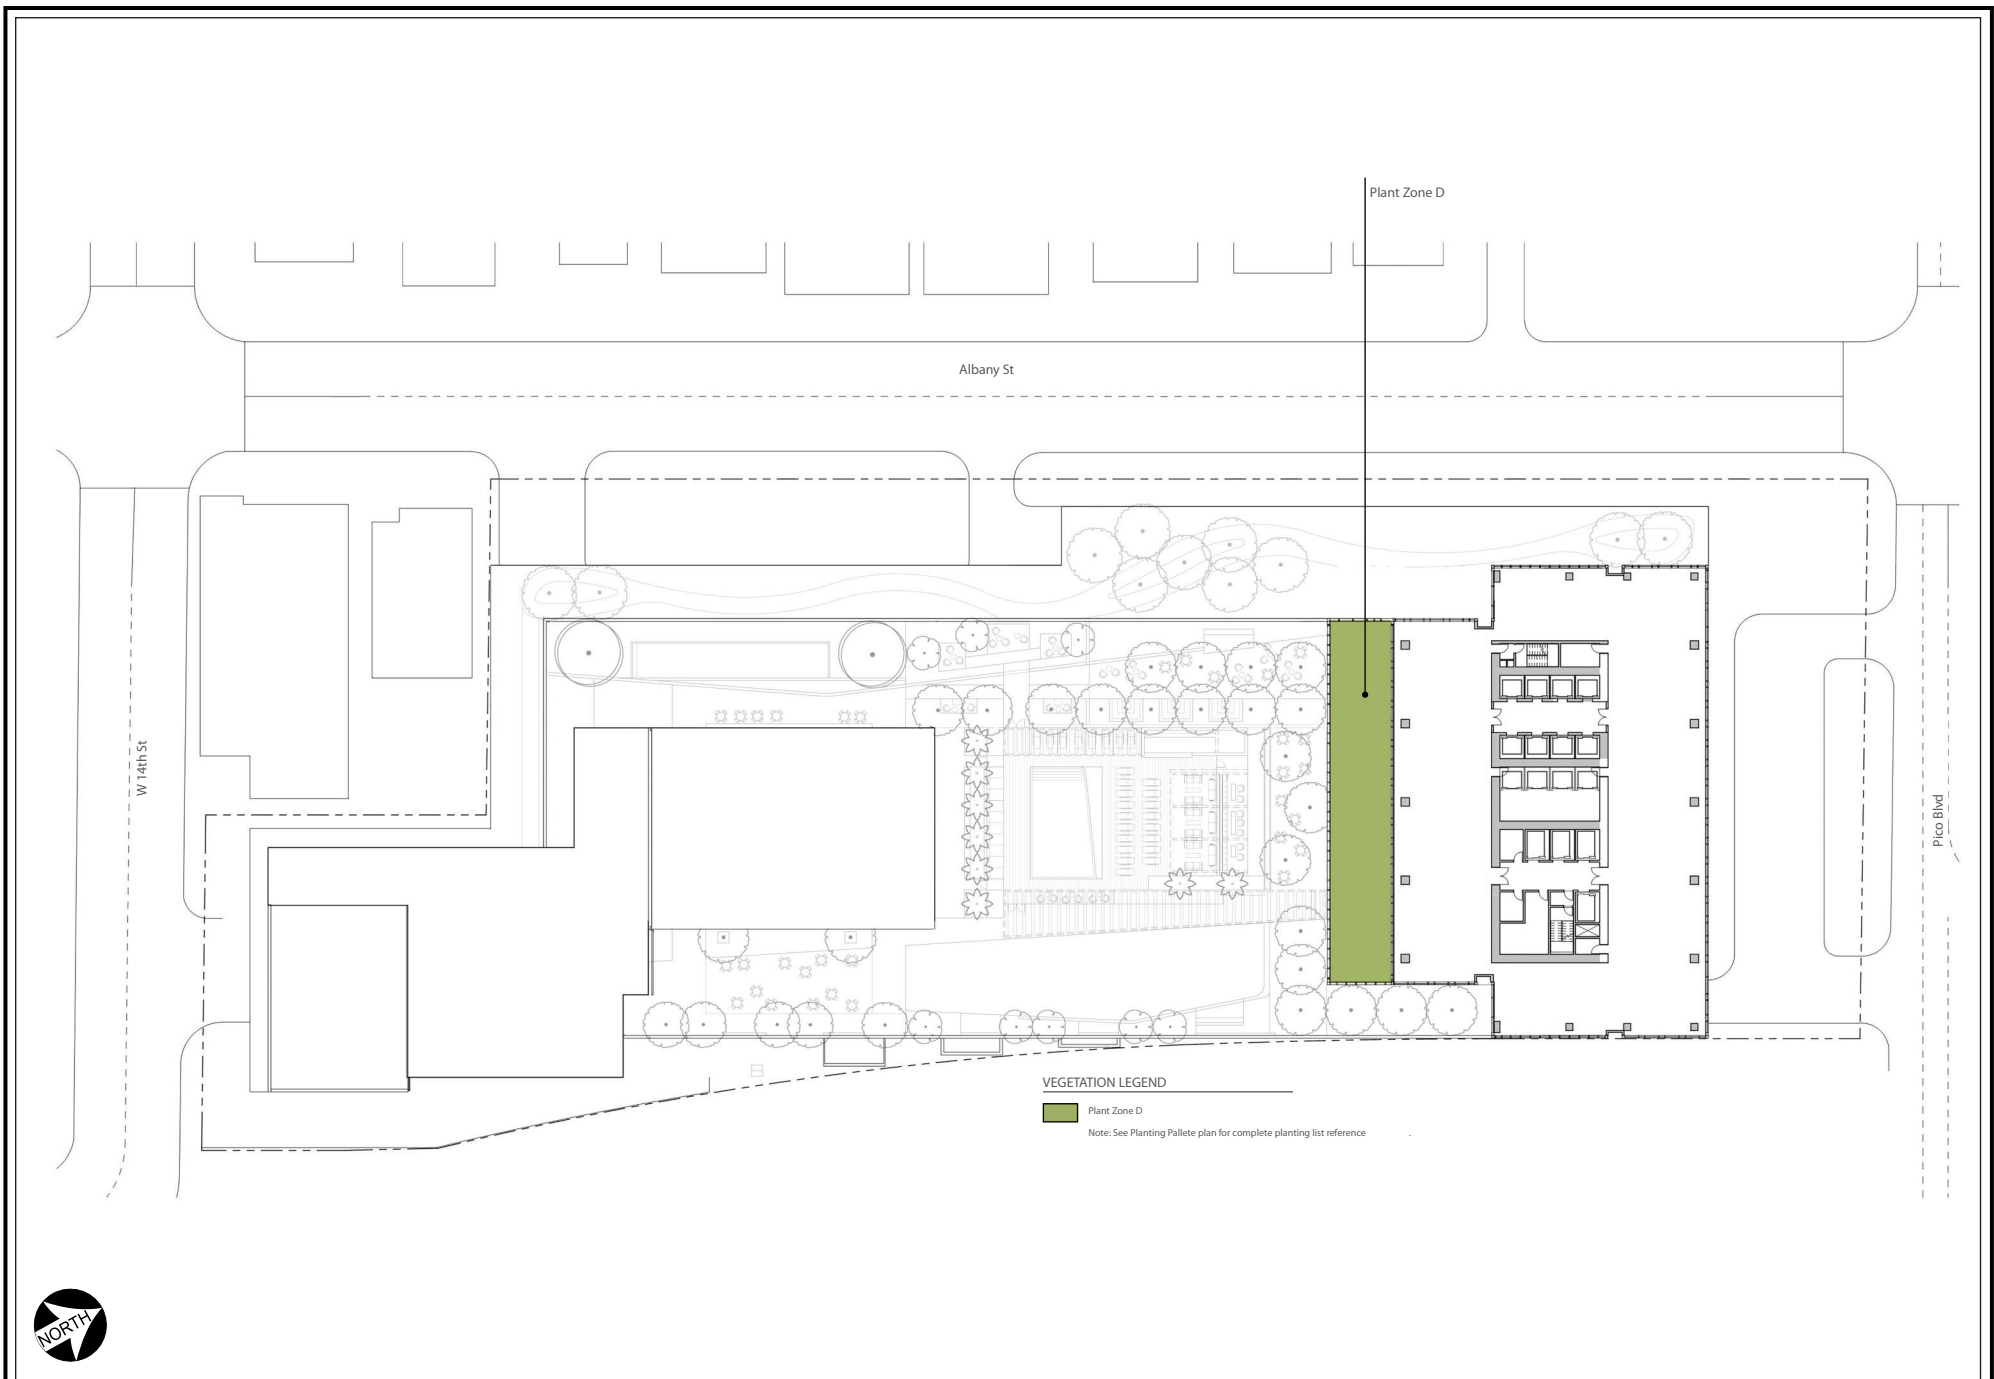 Plant Zone D
Albany St
W 14th St
Pico Blvd
VEGETATION LEGEND
Plant Zone D
Note: See Planting Pallete plan for complete planting list reference .
NORTH